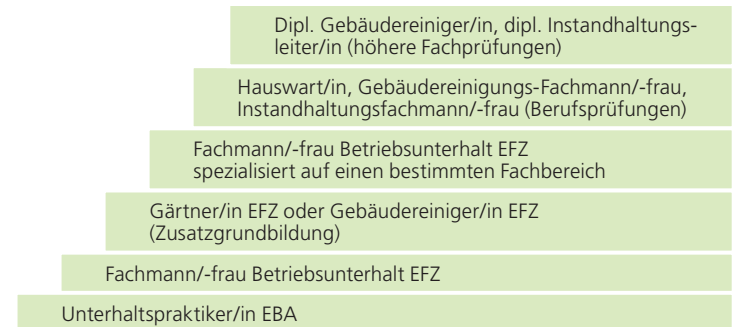 Dipl. Gebäudereiniger/in, dipl. Instandhaltungs-
leiter/in (höhere Fachprüfungen)
Hauswart/in, Gebäudereinigungs-Fachmann/-frau,
Instandhaltungsfachmann/-frau (Berufsprüfungen)
Fachmann/-frau Betriebsunterhalt EFZ
spezialisiert auf einen bestimmten Fachbereich
Gärtner/in EFZ oder Gebäudereiniger/in EFZ
(Zusatzgrundbildung)
Fachmann/-frau Betriebsunterhalt EFZ
Unterhaltspraktiker/in EBA